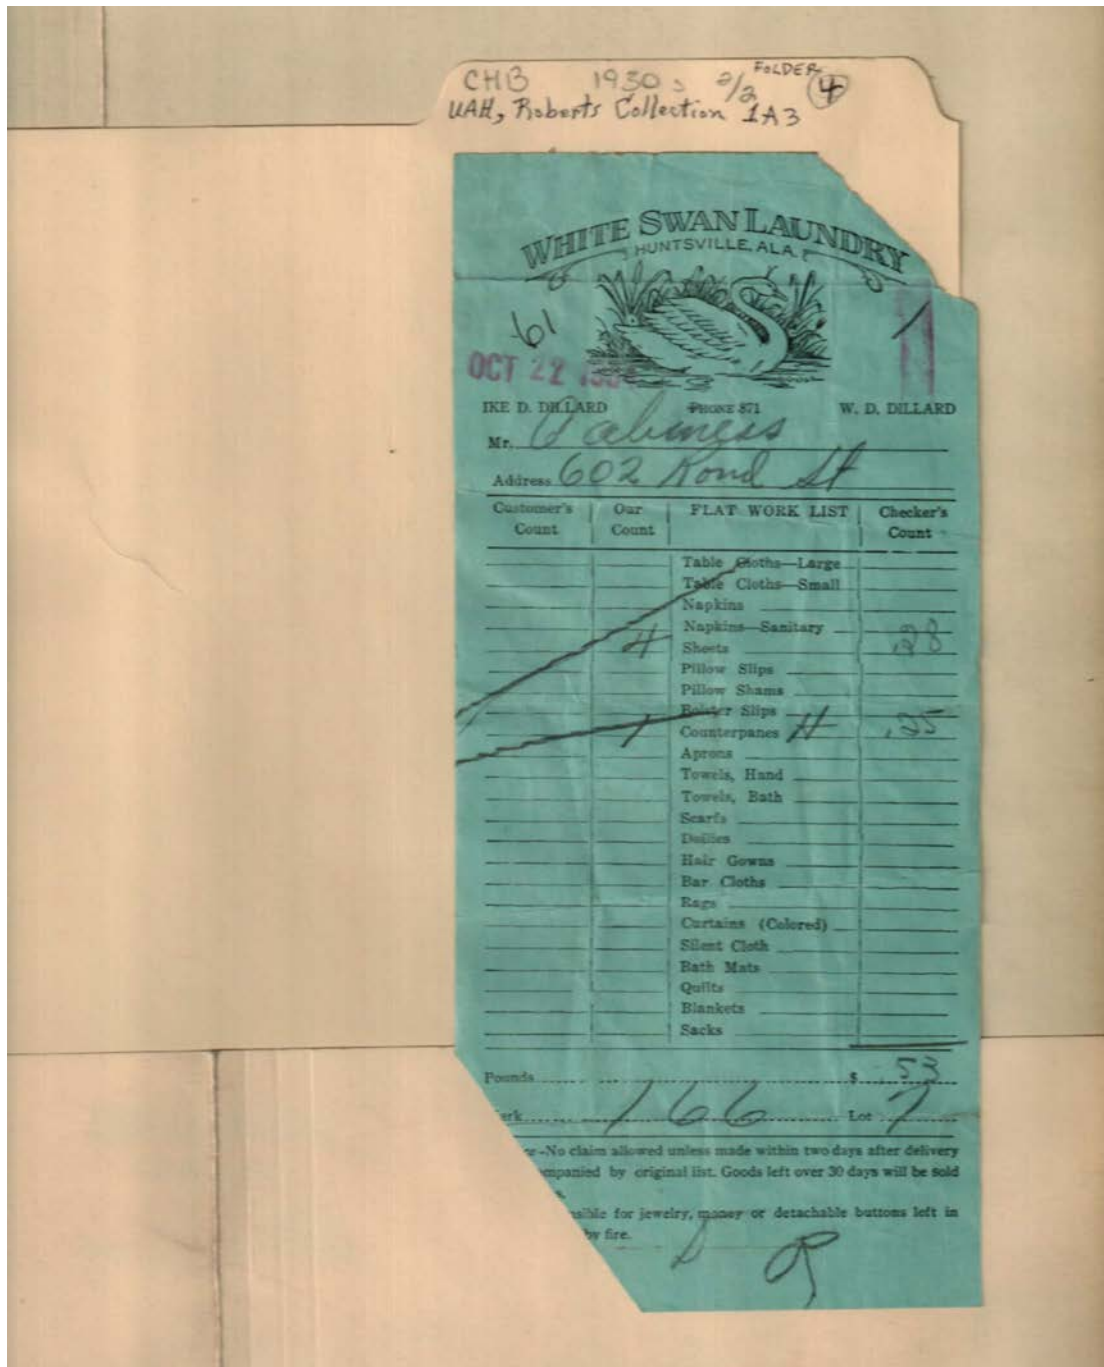 FOLDER
CHB 1930s 2/2 4
UAH, Roberts Collection 1A3
WHITE SWAN LAUNDRY
HUNTSVILLE, ALA.
61 1
OCT 22
IKE D. DILLARD PHONE 871 W. D. DILLARD
Mr. Cabiness
Address 602 Rand St
Customer's Count Our Count FLAT WORK LIST Checker's Count
Table Cloths—Large
Table Cloths—Small
Napkins
Napkins—Sanitary
4 Sheets .28
Pillow Slips
Pillow Shams
Bolster Slips
1 Counterpanes H .25
Aprons
Towels, Hand
Towels, Bath
Scarfs
Doilies
Hair Gowns
Bar Cloths
Rags
Curtains (Colored)
Silent Cloth
Bath Mats
Quilts
Blankets
Sacks
Pounds $ .53
166 Lot 7
-No claim allowed unless made within two days after delivery
by original list. Goods left over 30 days will be sold
for jewelry, money or detachable buttons left in
by fire.